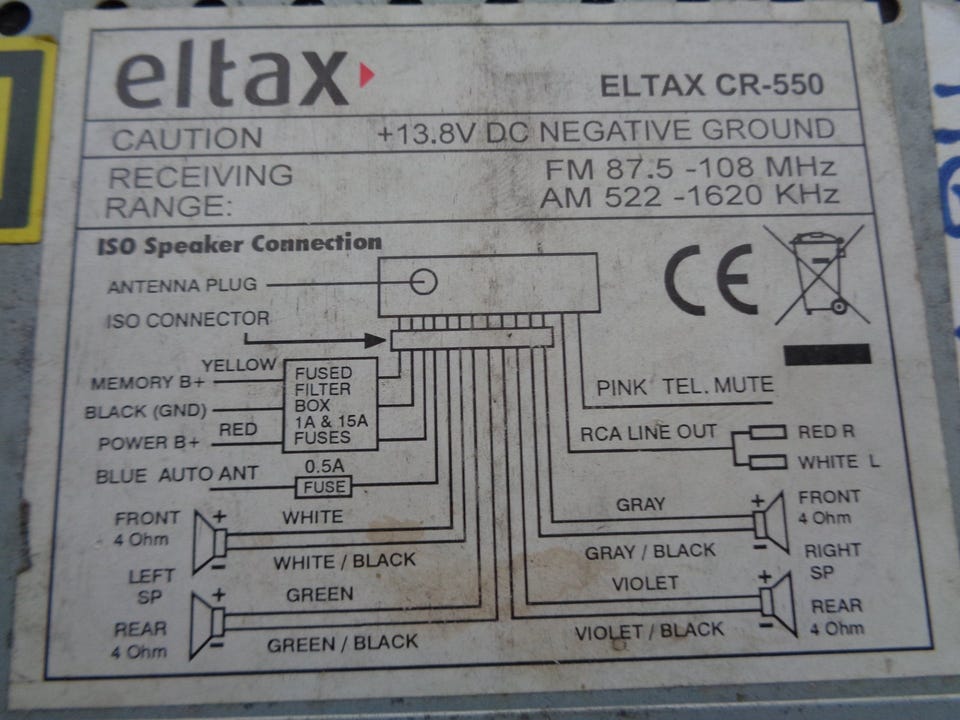 eltax
ELTAX CR-550
CAUTION +13.8V DC NEGATIVE GROUND
RECEIVING RANGE: FM 87.5 -108 MHz
AM 522 -1620 KHz
ISO Speaker Connection
CE
ANTENNA PLUG
ISO CONNECTOR
YELLOW
MEMORY B+
BLACK (GND)
RED
POWER B+
FUSED
FILTER
BOX
1A & 15A
FUSES
BLUE AUTO ANT
0.5A
FUSE
PINK TEL. MUTE
RCA LINE OUT
RED R
WHITE L
FRONT
4 Ohm
+
-
WHITE
WHITE / BLACK
LEFT
SP
REAR
4 Ohm
+
-
GREEN
GREEN / BLACK
GRAY
GRAY / BLACK
+
-
FRONT
4 Ohm
RIGHT
SP
VIOLET
VIOLET / BLACK
+
-
REAR
4 Ohm